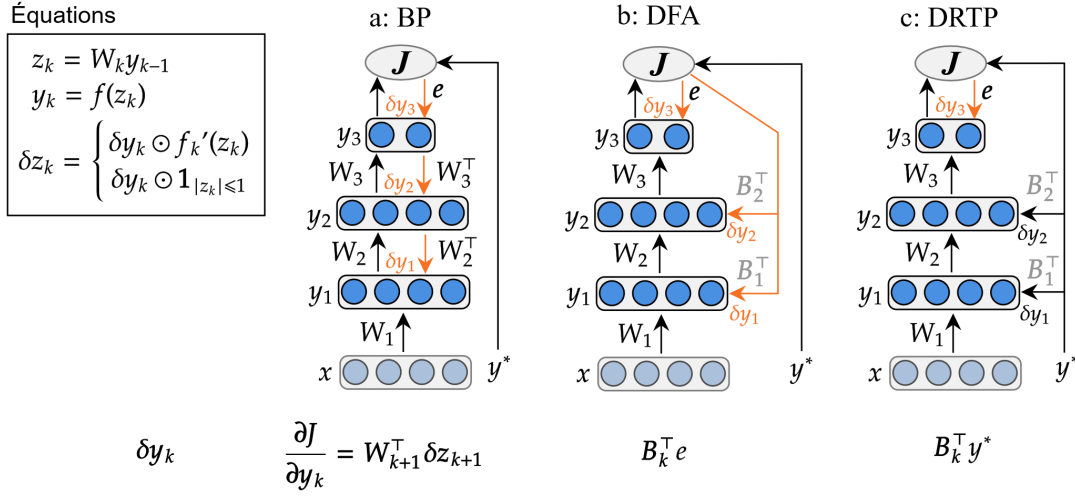 Équations
z_k = W_k y_{k−1}
y_k = f(z_k)
δz_k = { δy_k ⊙ f_k′(z_k)
δy_k ⊙ 1_{|z_k|⩽1}
a: BP
J
e
δy_3
y_3
W_3
δy_2
W_3^⊤
y_2
W_2
δy_1
W_2^⊤
y_1
W_1
x
y*
b: DFA
J
e
δy_3
y_3
W_3
B_2^⊤
y_2
δy_2
W_2
B_1^⊤
y_1
δy_1
W_1
x
y*
c: DRTP
J
e
δy_3
y_3
W_3
B_2^⊤
y_2
δy_2
W_2
B_1^⊤
y_1
δy_1
W_1
x
y*
δy_k
∂J/∂y_k = W_{k+1}^⊤ δz_{k+1}
B_k^⊤ e
B_k^⊤ y*